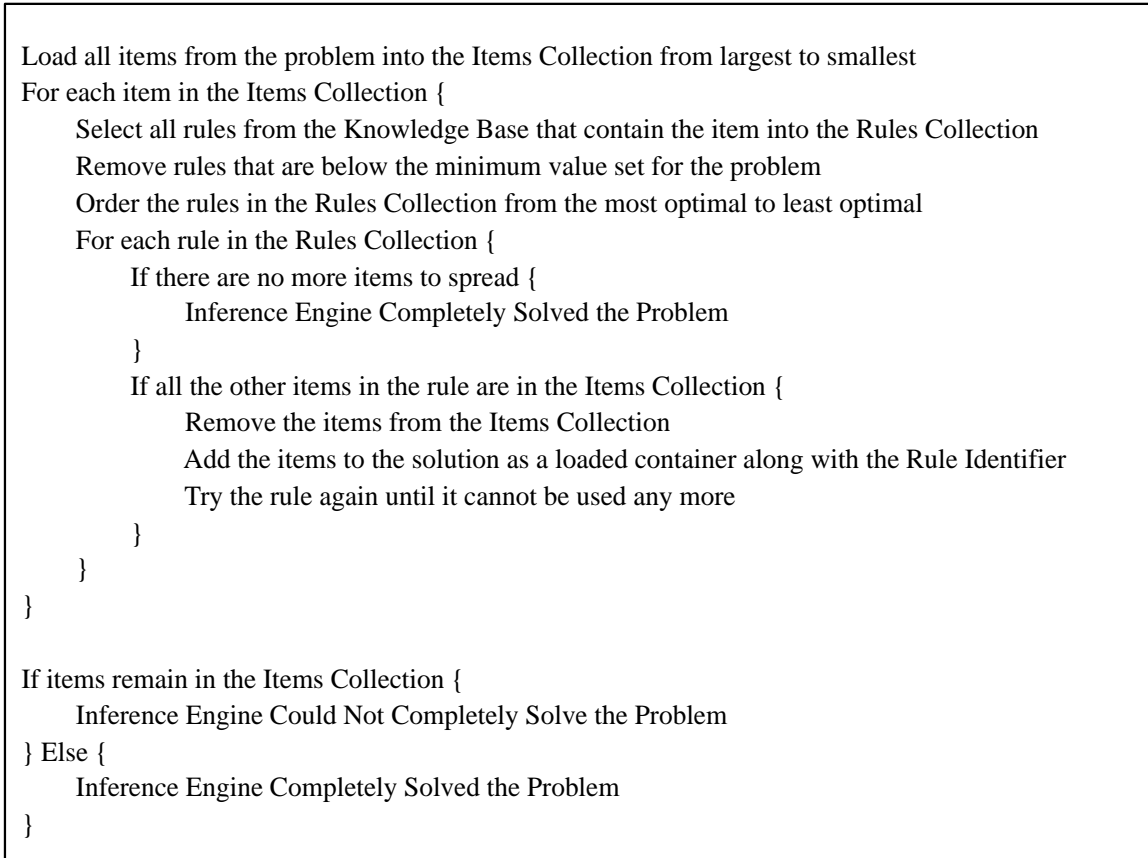 Load all items from the problem into the Items Collection from largest to smallest
For each item in the Items Collection {
Select all rules from the Knowledge Base that contain the item into the Rules Collection
Remove rules that are below the minimum value set for the problem
Order the rules in the Rules Collection from the most optimal to least optimal
For each rule in the Rules Collection {
If there are no more items to spread {
Inference Engine Completely Solved the Problem
}
If all the other items in the rule are in the Items Collection {
Remove the items from the Items Collection
Add the items to the solution as a loaded container along with the Rule Identifier
Try the rule again until it cannot be used any more
}
}
}
If items remain in the Items Collection {
Inference Engine Could Not Completely Solve the Problem
} Else {
Inference Engine Completely Solved the Problem
}